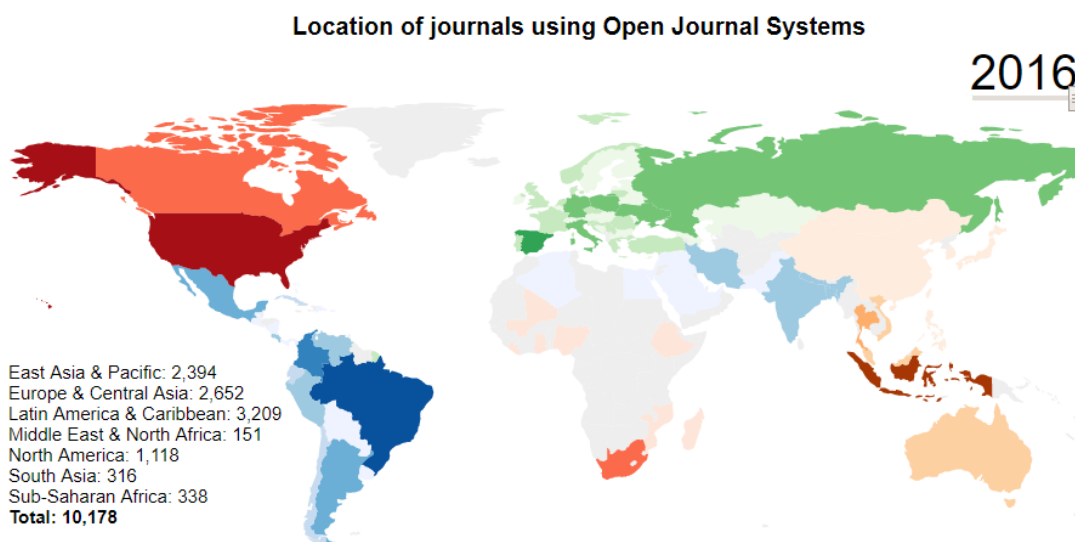 Location of journals using Open Journal Systems
2016
East Asia & Pacific: 2,394
Europe & Central Asia: 2,652
Latin America & Caribbean: 3,209
Middle East & North Africa: 151
North America: 1,118
South Asia: 316
Sub-Saharan Africa: 338
Total: 10,178